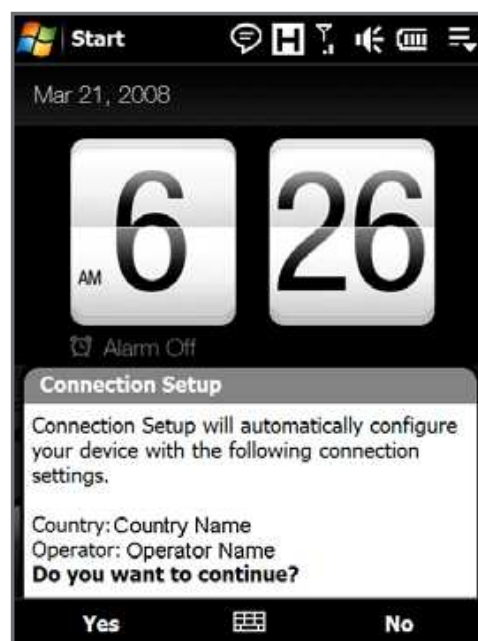 Start
H
Mar 21, 2008
AM 6 26
Alarm Off
Connection Setup
Connection Setup will automatically configure
your device with the following connection
settings.
Country: Country Name
Operator: Operator Name
Do you want to continue?
Yes No